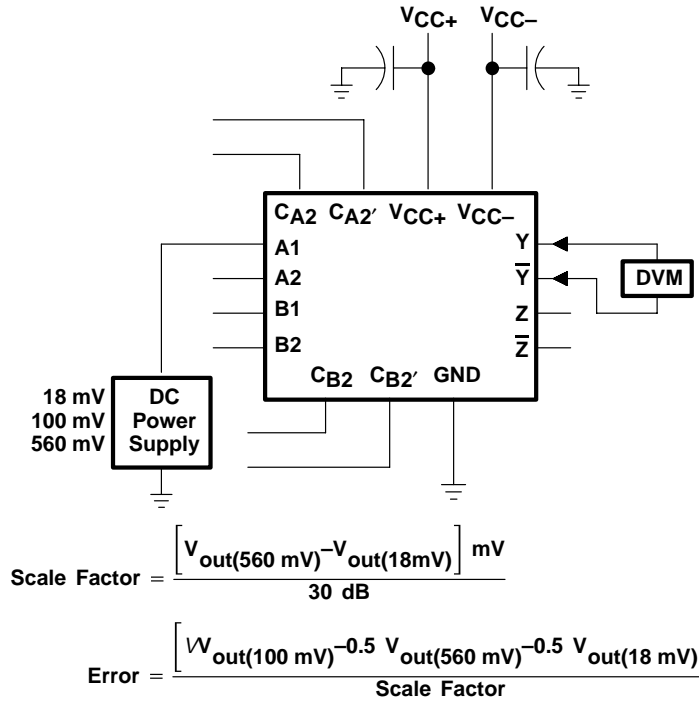 VCC+ VCC–
CA2 CA2′ VCC+ VCC–
A1 Y
A2 Y̅
DVM
B1 Z
B2 Z̅
CB2 CB2′ GND
18 mV DC
100 mV Power
560 mV Supply
Scale Factor = [Vout(560 mV)–Vout(18mV)] mV
30 dB
Error = [VVout(100 mV)–0.5 Vout(560 mV)–0.5 Vout(18 mV)
Scale Factor